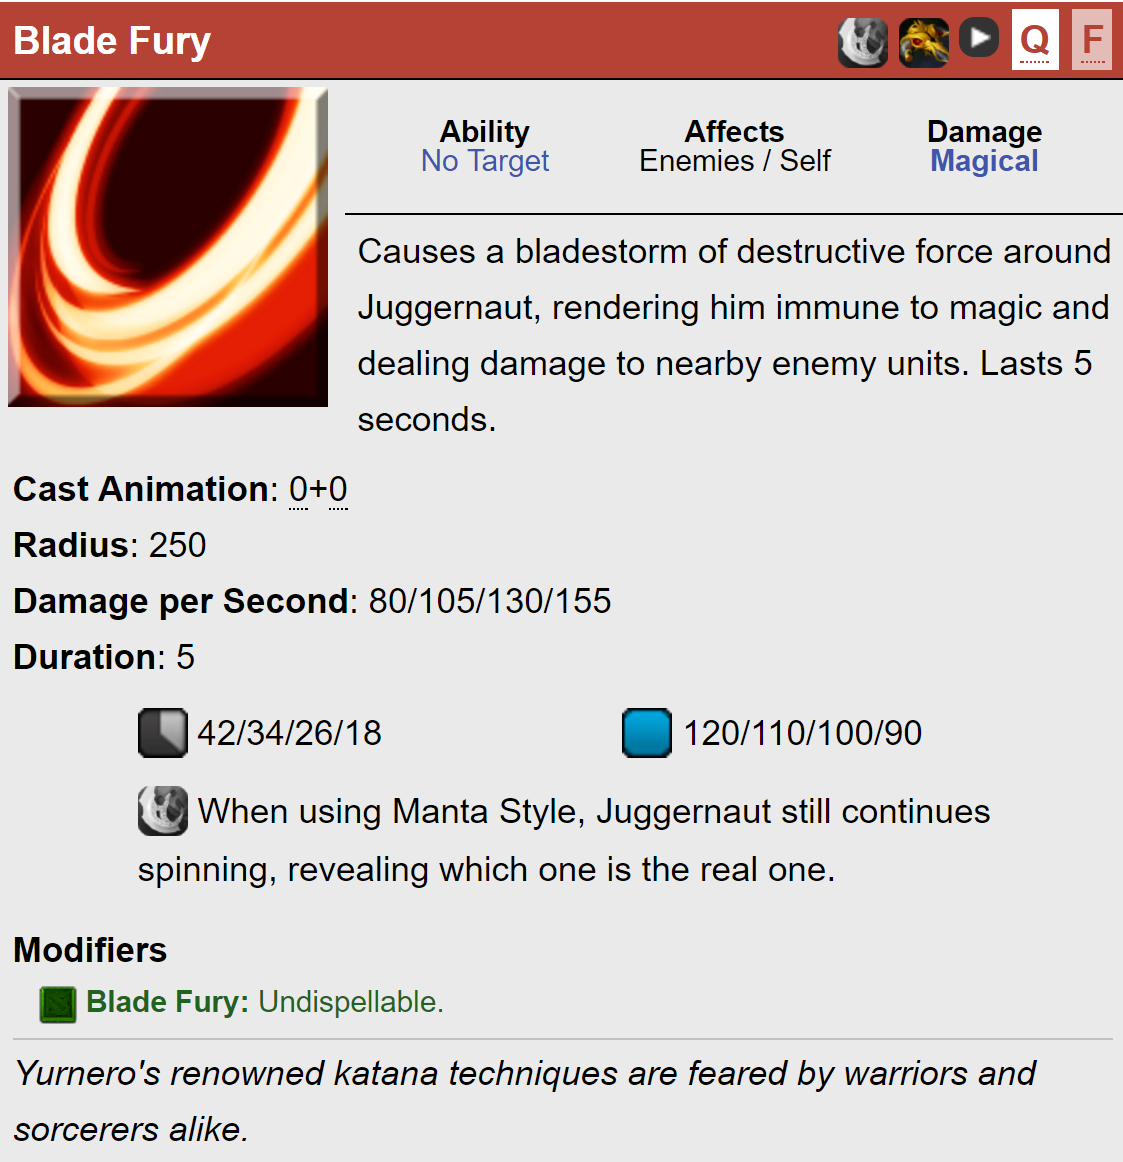 Blade Fury
Q F
Ability Affects Damage
No Target Enemies / Self Magical
Causes a bladestorm of destructive force around
Juggernaut, rendering him immune to magic and
dealing damage to nearby enemy units. Lasts 5
seconds.
Cast Animation: 0+0
Radius: 250
Damage per Second: 80/105/130/155
Duration: 5
42/34/26/18 120/110/100/90
When using Manta Style, Juggernaut still continues
spinning, revealing which one is the real one.
Modifiers
Blade Fury: Undispellable.
Yurnero's renowned katana techniques are feared by warriors and
sorcerers alike.